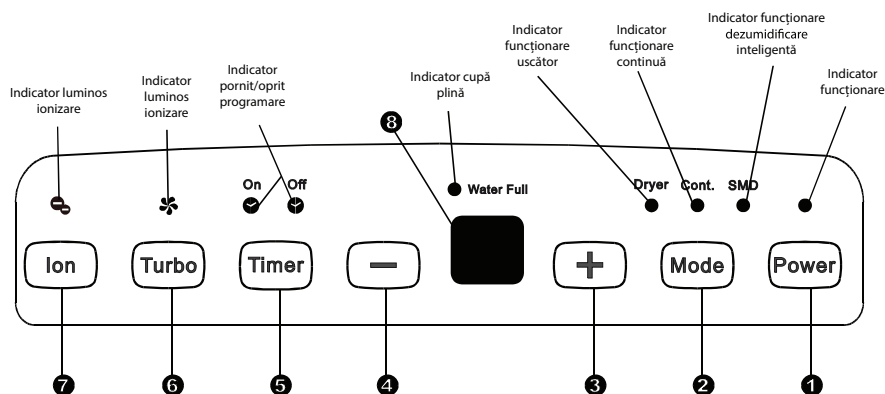 Indicator luminos
ionizare
Indicator
luminos
ionizare
Indicator
pornit/oprit
programare
Indicator cupă
plină
Indicator
funcționare
uscător
Indicator
funcționare
continuă
Indicator funcționare
dezumidificare
inteligentă
Indicator
funcționare
8
On Off
Water Full
Dryer Cont. SMD
Ion Turbo Timer − + Mode Power
7 6 5 4 3 2 1